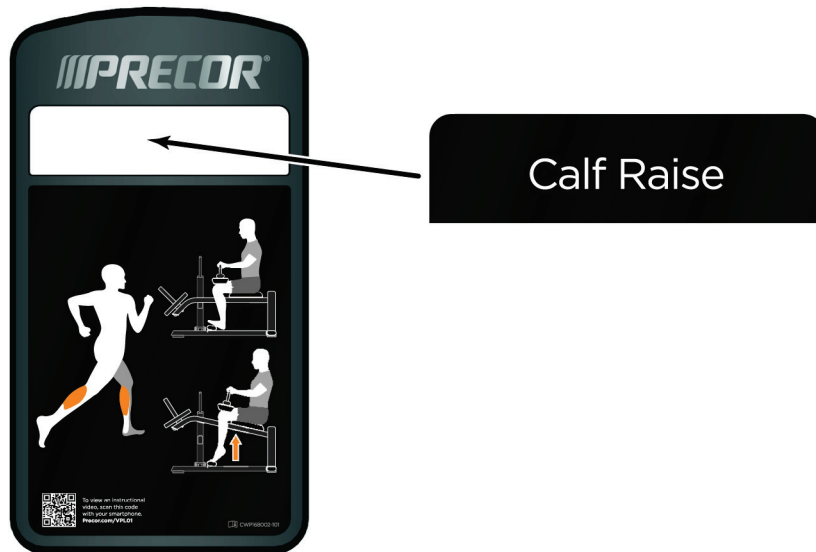 PRECOR®
Calf Raise
To view an instructional
video, scan this code
with your smartphone.
Precor.com/VPL01
CWP168002-101